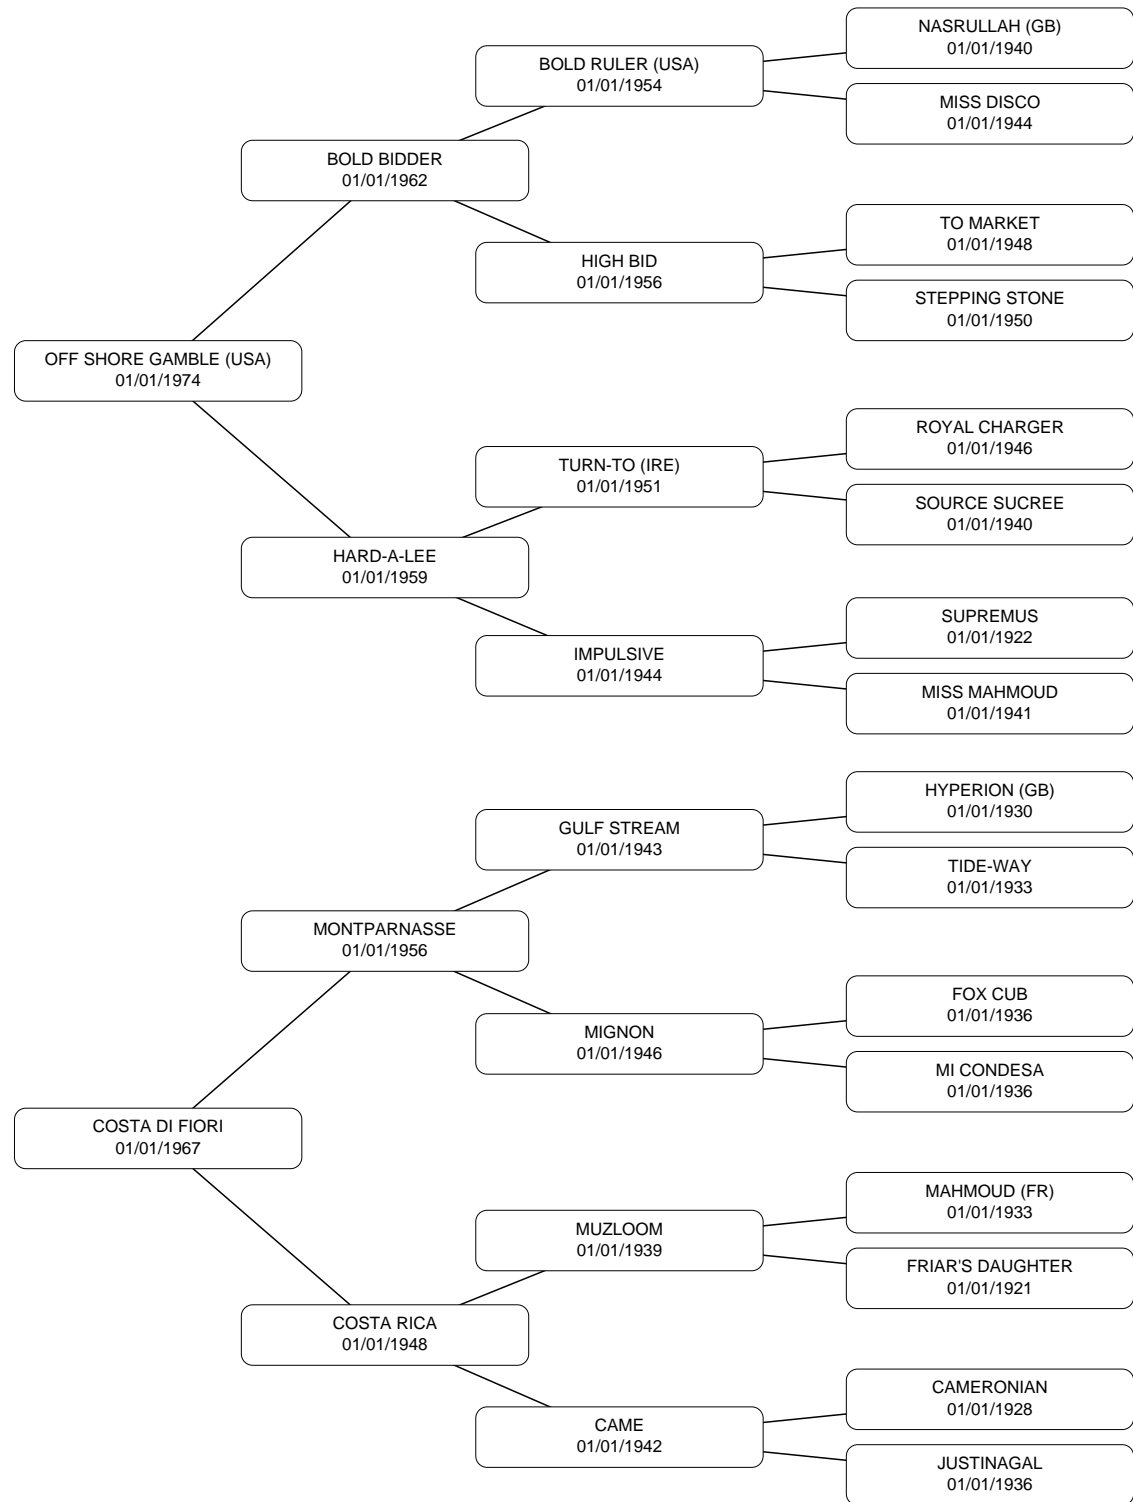 NASRULLAH (GB)
01/01/1940
BOLD RULER (USA)
01/01/1954
MISS DISCO
01/01/1944
BOLD BIDDER
01/01/1962
TO MARKET
01/01/1948
HIGH BID
01/01/1956
STEPPING STONE
01/01/1950
OFF SHORE GAMBLE (USA)
01/01/1974
ROYAL CHARGER
01/01/1946
TURN-TO (IRE)
01/01/1951
SOURCE SUCREE
01/01/1940
HARD-A-LEE
01/01/1959
SUPREMUS
01/01/1922
IMPULSIVE
01/01/1944
MISS MAHMOUD
01/01/1941
HYPERION (GB)
01/01/1930
GULF STREAM
01/01/1943
TIDE-WAY
01/01/1933
MONTPARNASSE
01/01/1956
FOX CUB
01/01/1936
MIGNON
01/01/1946
MI CONDESA
01/01/1936
COSTA DI FIORI
01/01/1967
MAHMOUD (FR)
01/01/1933
MUZLOOM
01/01/1939
FRIAR'S DAUGHTER
01/01/1921
COSTA RICA
01/01/1948
CAMERONIAN
01/01/1928
CAME
01/01/1942
JUSTINAGAL
01/01/1936